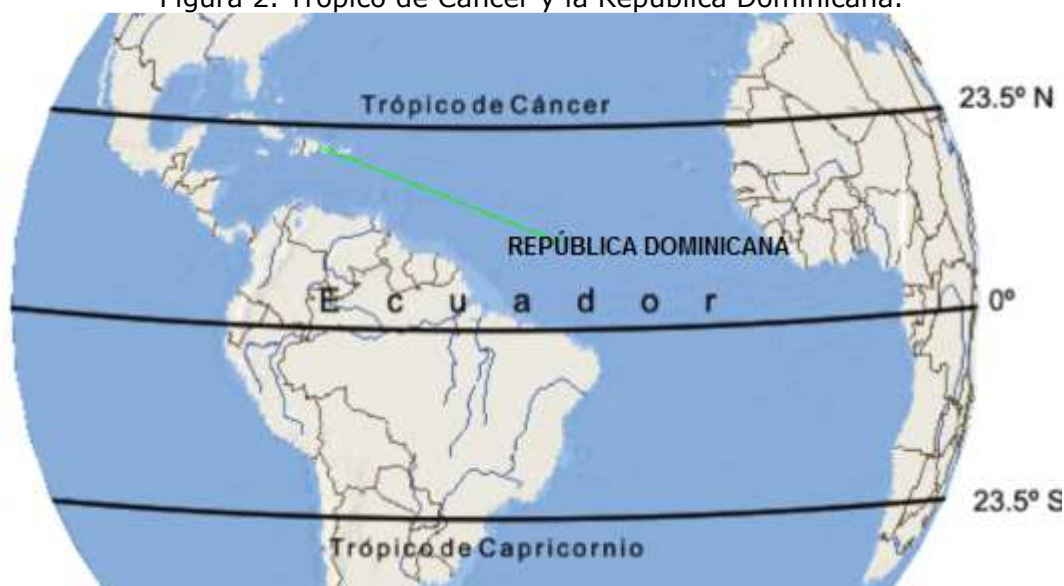 Figura 2. Trópico de Cáncer y la República Dominicana.
Trópico de Cáncer
23.5º N
REPÚBLICA DOMINICANA
Ecuador
0º
23.5º S
Trópico de Capricornio